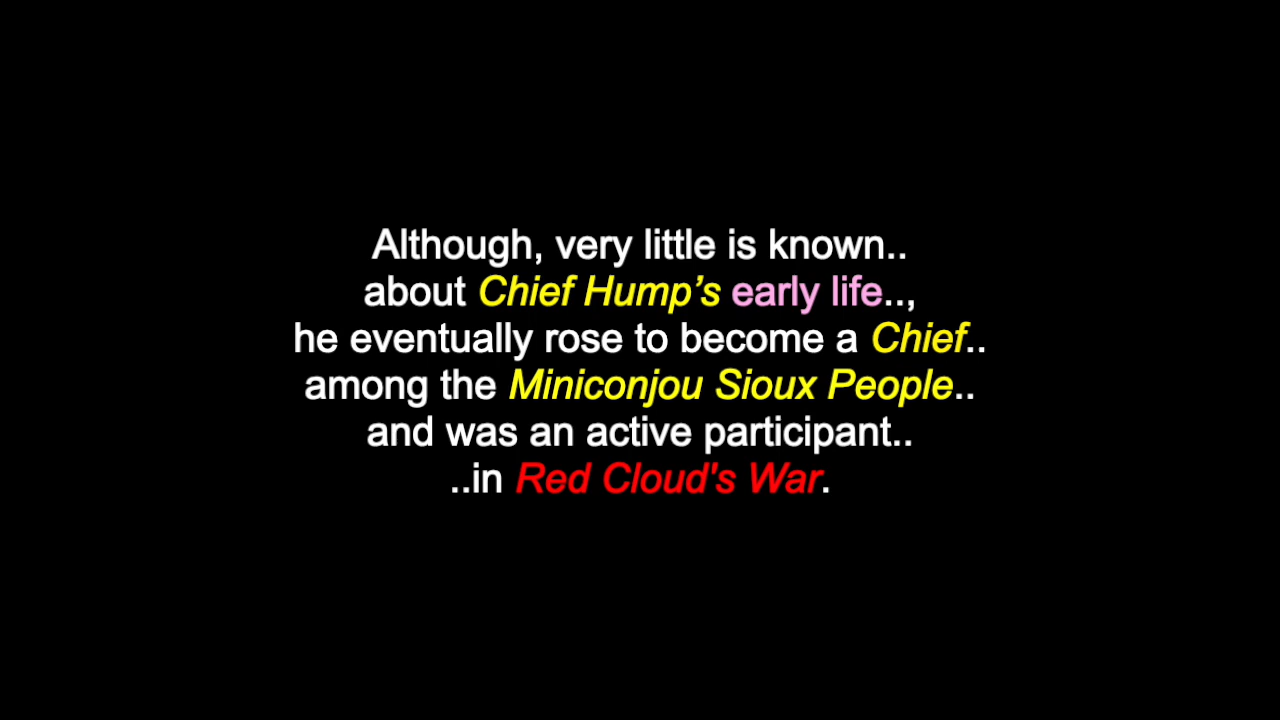 Although, very little is known..
about Chief Hump’s early life..,
he eventually rose to become a Chief..
among the Miniconjou Sioux People..
and was an active participant..
..in Red Cloud's War.